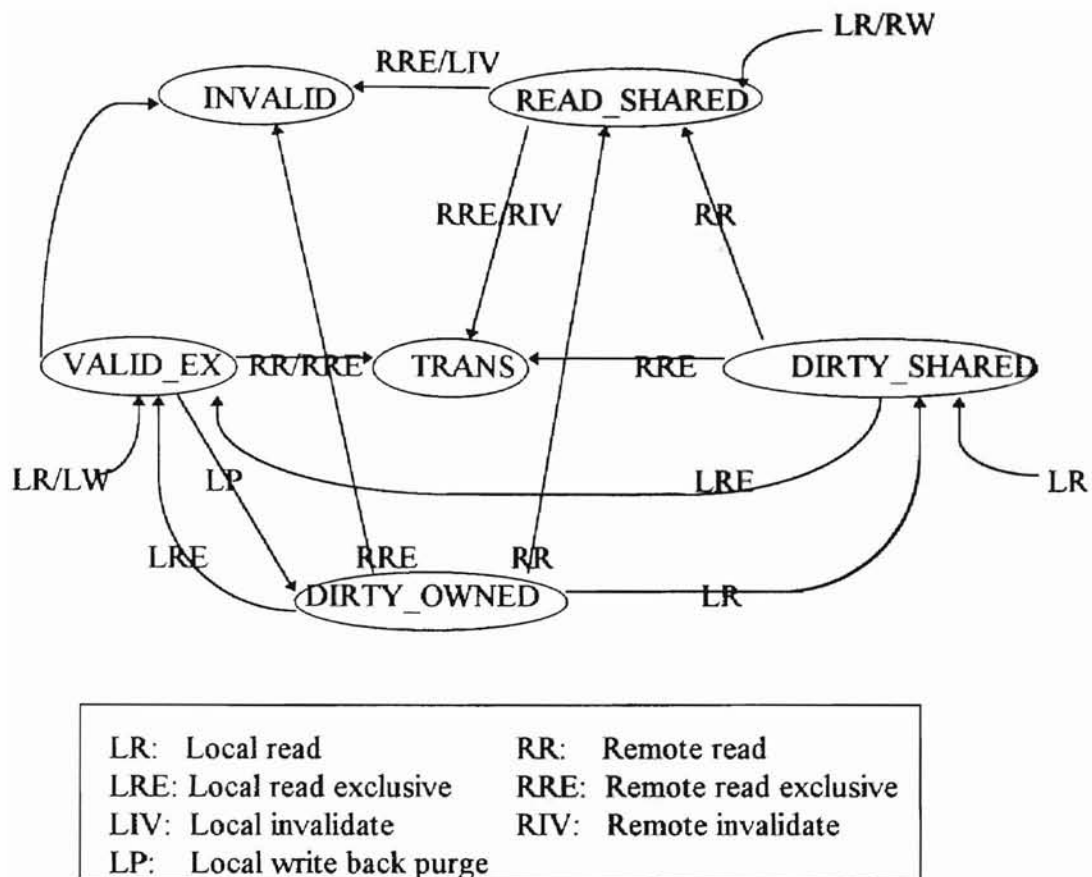 LR/RW
RRE/LIV
INVALID
READ_SHARED
RRE/RIV
RR
VALID_EX
RR/RRE
TRANS
RRE
DIRTY_SHARED
LR/LW
LP
LRE
LR
LRE
RRE
RR
DIRTY_OWNED
LR
LR: Local read
RR: Remote read
LRE: Local read exclusive
RRE: Remote read exclusive
LIV: Local invalidate
RIV: Remote invalidate
LP: Local write back purge